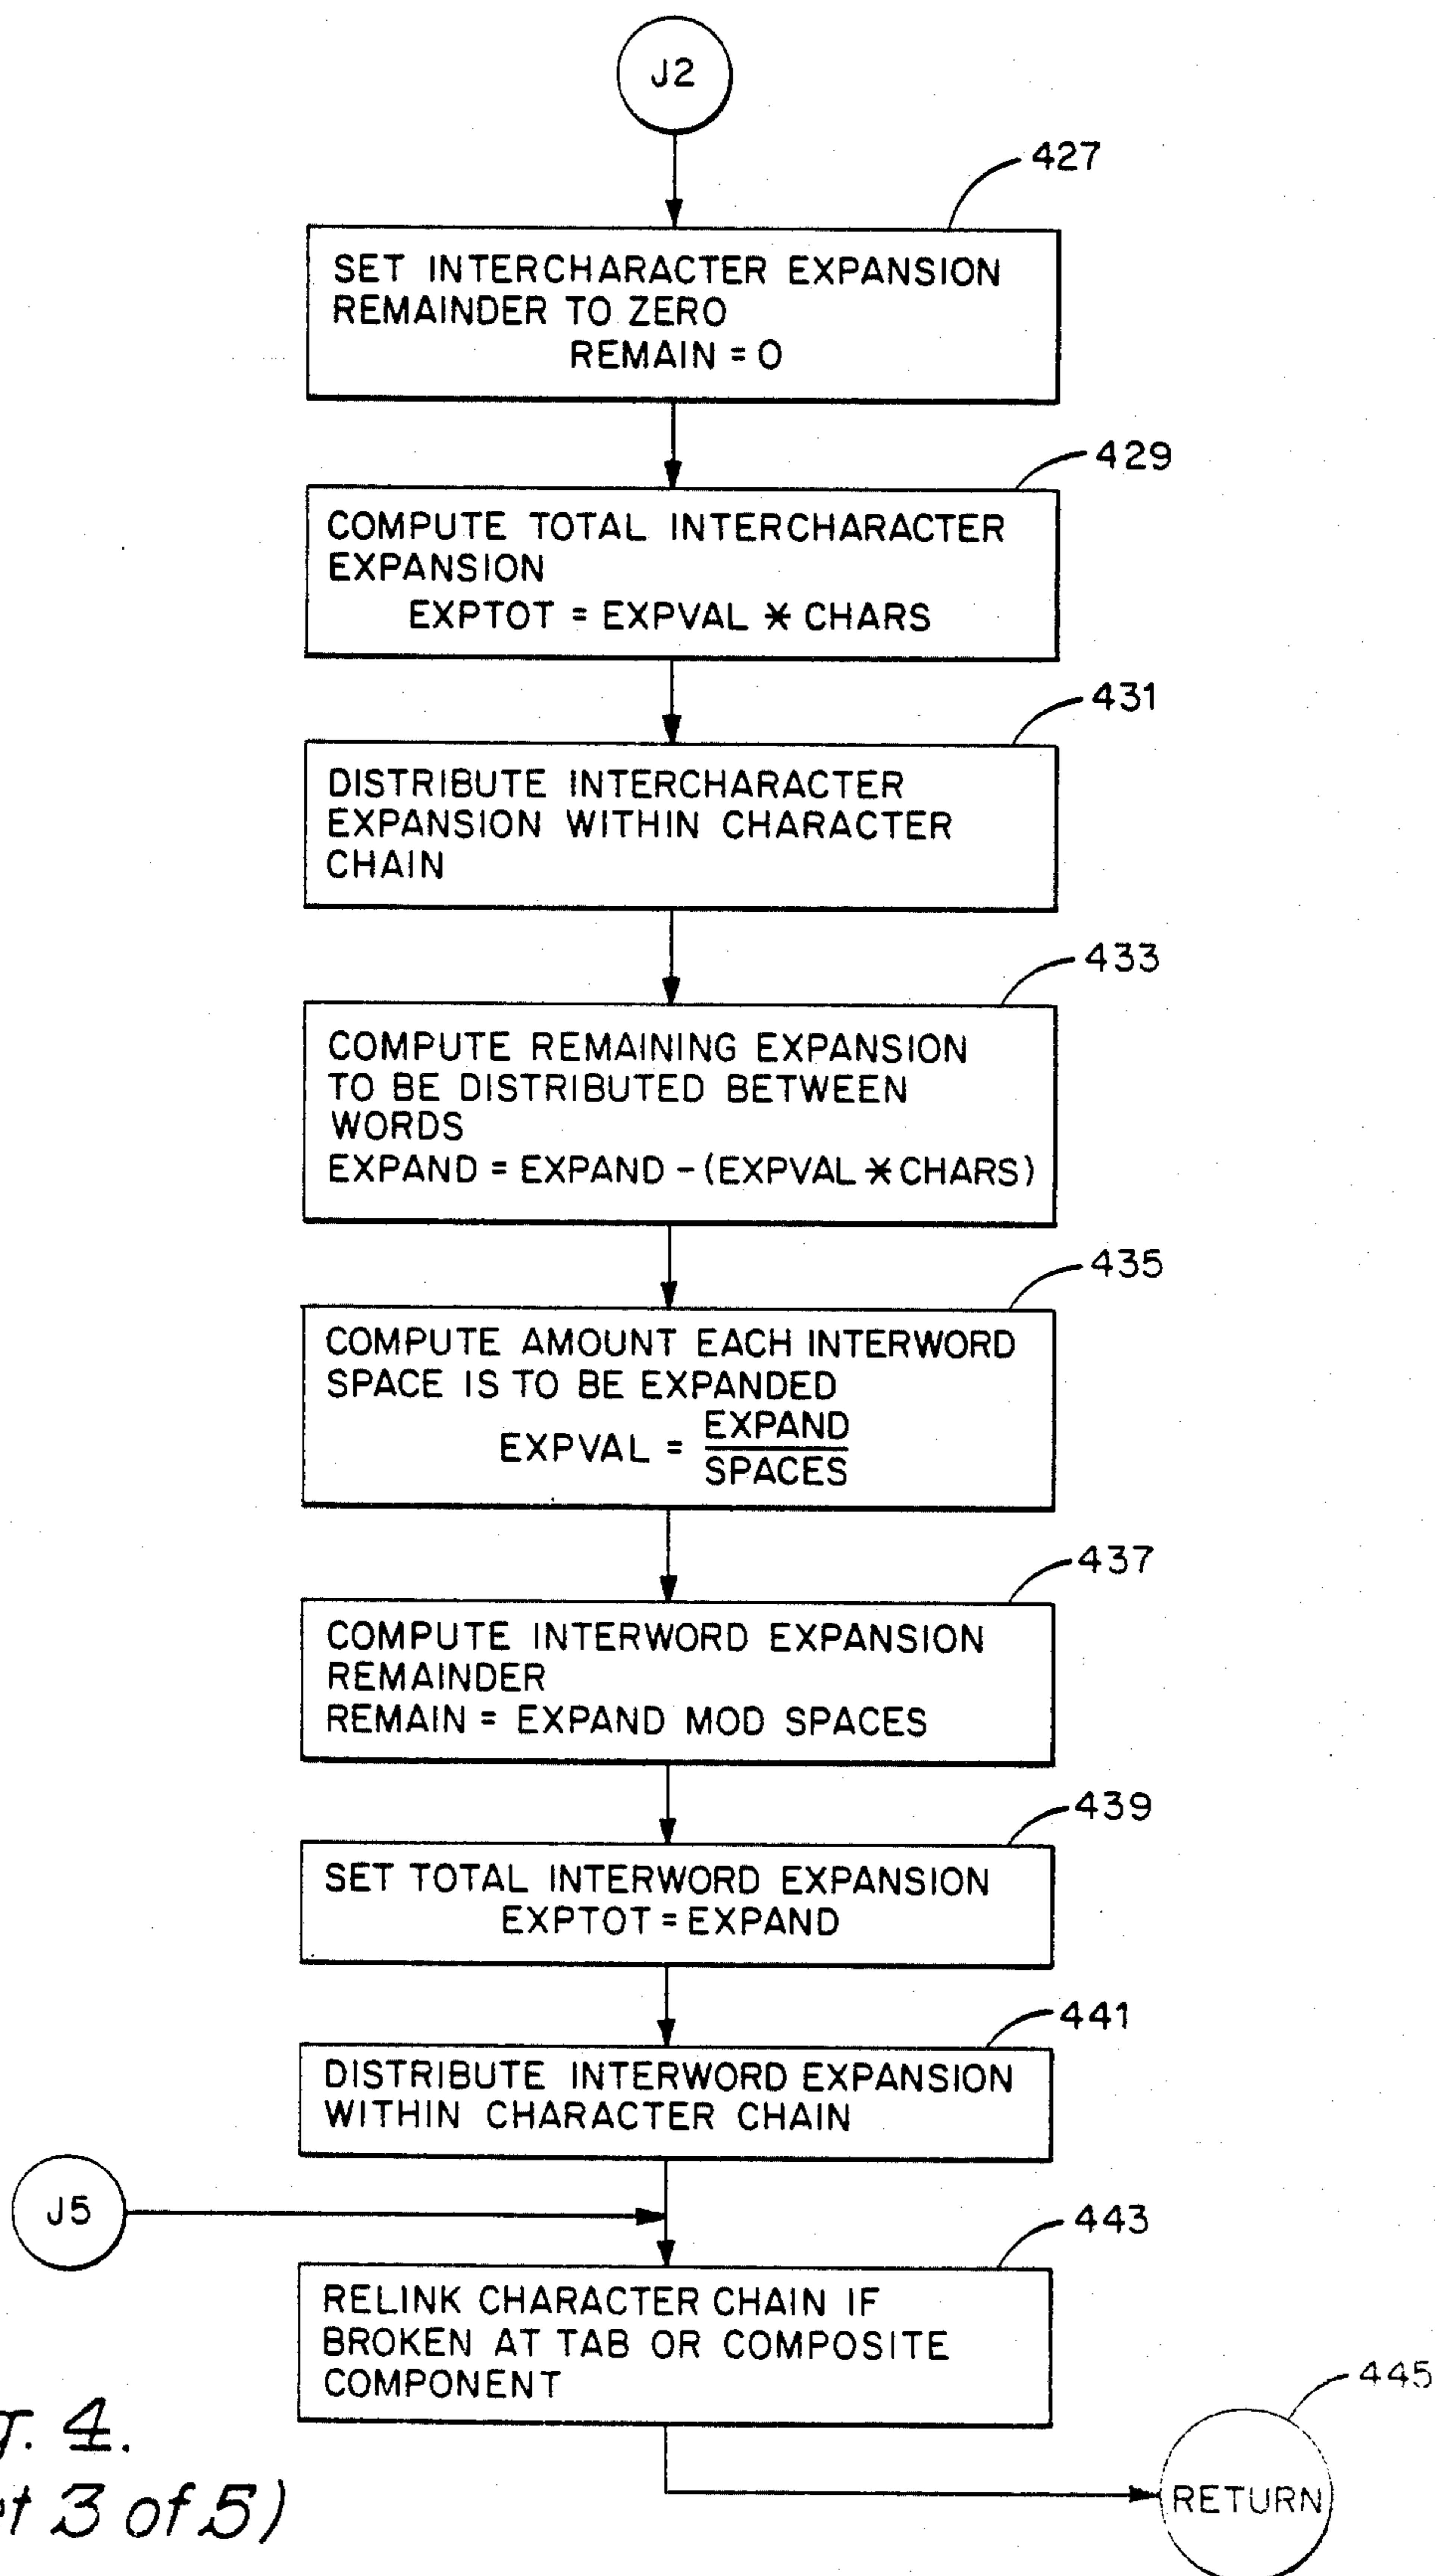 J2
427
SET INTERCHARACTER EXPANSION
REMAINDER TO ZERO
REMAIN = 0
429
COMPUTE TOTAL INTERCHARACTER
EXPANSION
EXPTOT = EXPVAL * CHARS
431
DISTRIBUTE INTERCHARACTER
EXPANSION WITHIN CHARACTER
CHAIN
433
COMPUTE REMAINING EXPANSION
TO BE DISTRIBUTED BETWEEN
WORDS
EXPAND = EXPAND - (EXPVAL * CHARS)
435
COMPUTE AMOUNT EACH INTERWORD
SPACE IS TO BE EXPANDED
EXPVAL = EXPAND
SPACES
437
COMPUTE INTERWORD EXPANSION
REMAINDER
REMAIN = EXPAND MOD SPACES
439
SET TOTAL INTERWORD EXPANSION
EXPTOT = EXPAND
441
DISTRIBUTE INTERWORD EXPANSION
WITHIN CHARACTER CHAIN
J5
443
RELINK CHARACTER CHAIN IF
BROKEN AT TAB OR COMPOSITE
COMPONENT
445
RETURN
4.
3 of 5)